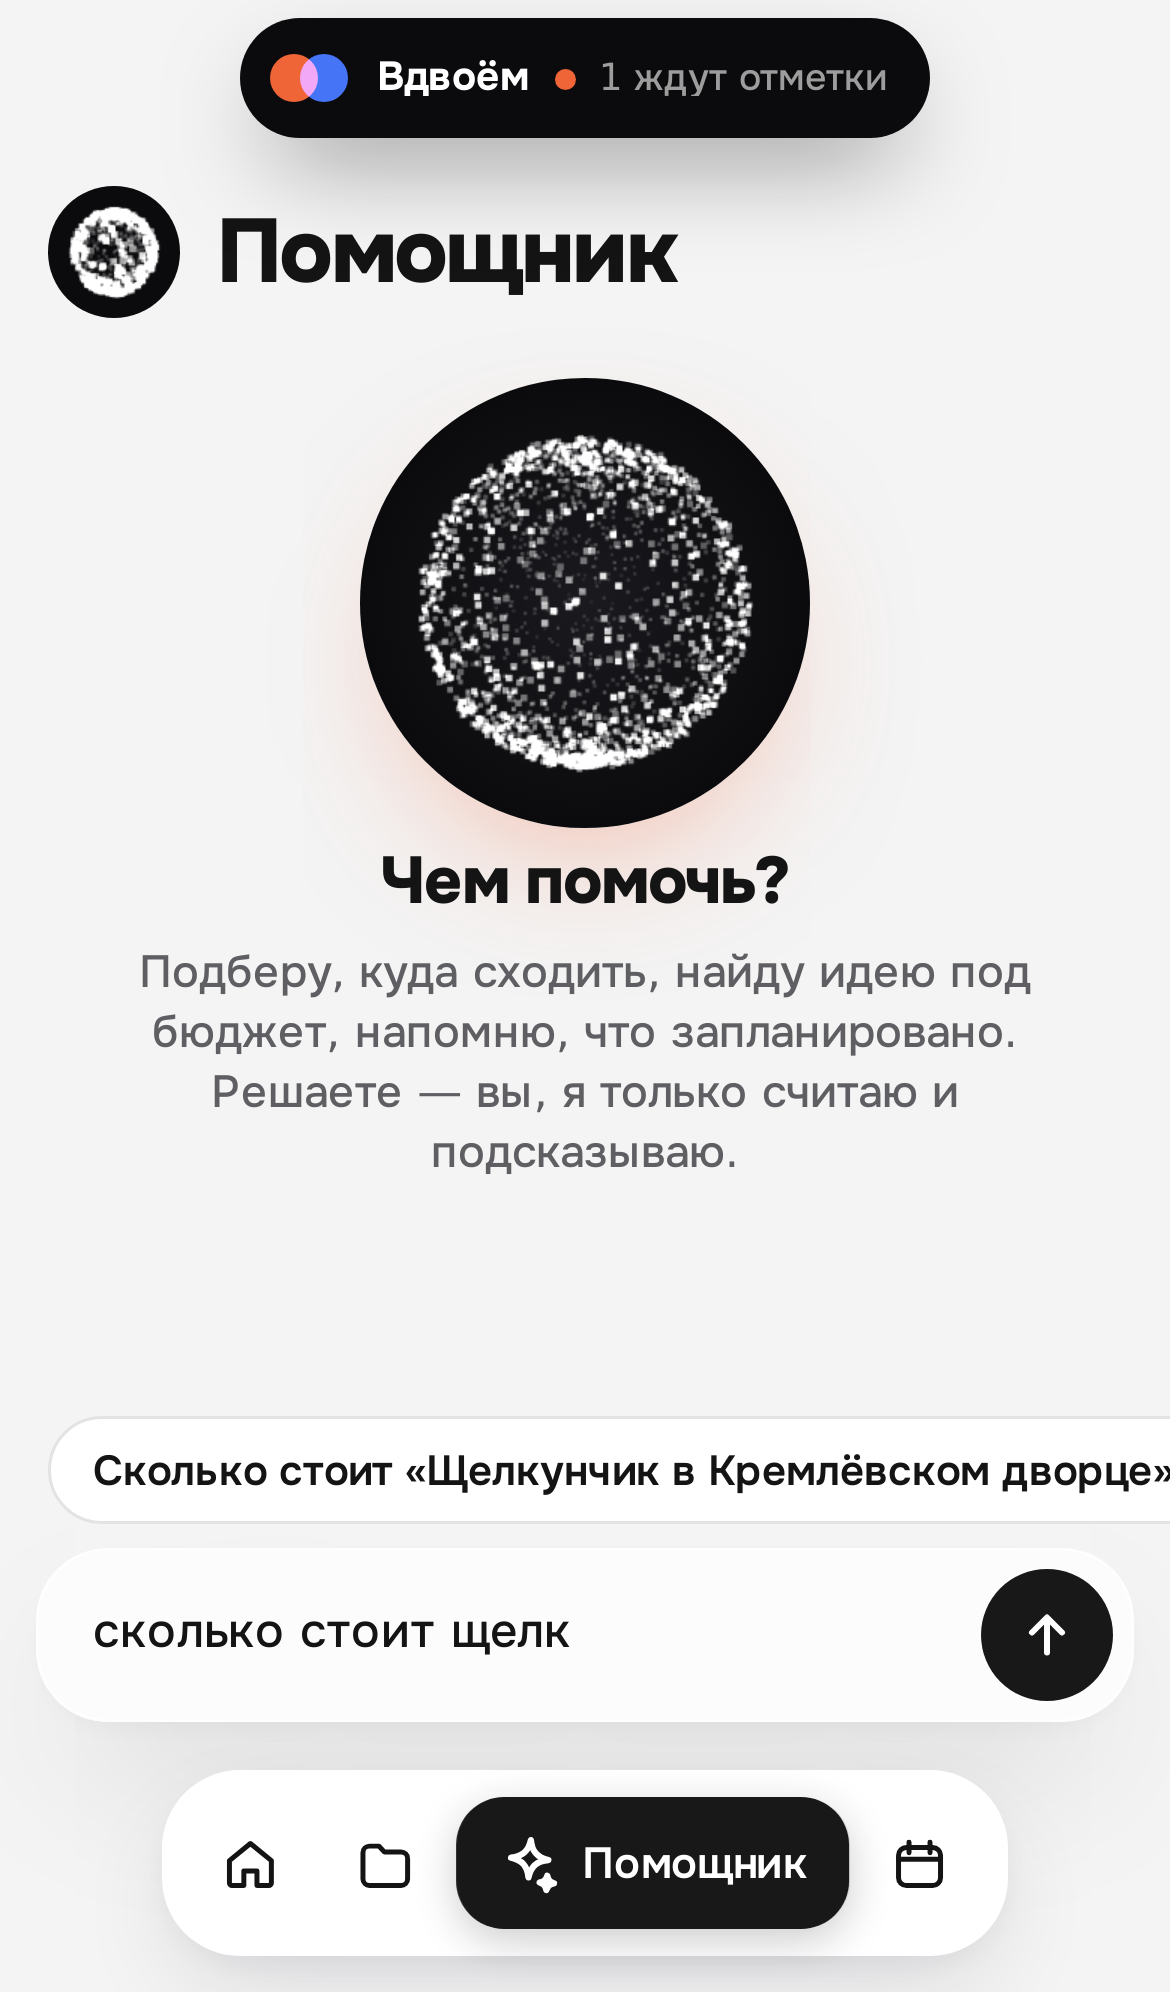 Вдвоём 1 ждут отметки
Помощник
Чем помочь?
Подберу, куда сходить, найду идею под
бюджет, напомню, что запланировано.
Решаете — вы, я только считаю и
подсказываю.
Сколько стоит «Щелкунчик в Кремлёвском дворце»
сколько стоит щелк
Помощник